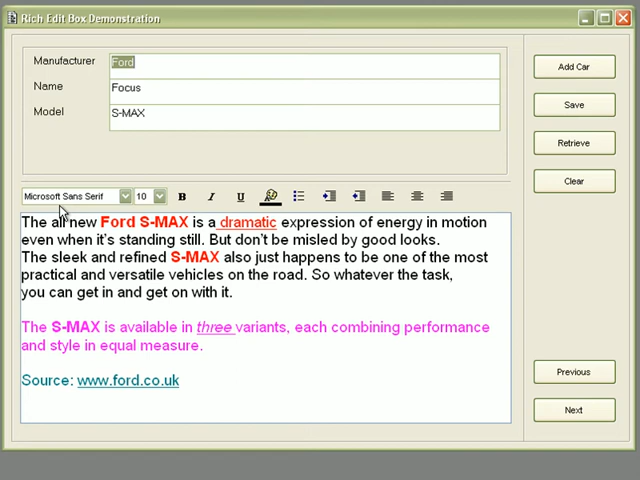 Rich Edit Box Demonstration
Manufacturer Ford
Name Focus
Model S-MAX
Add Car
Save
Retrieve
Clear
Microsoft Sans Serif 10 B I U
The all new Ford S-MAX is a dramatic expression of energy in motion
even when it's standing still. But don't be misled by good looks.
The sleek and refined S-MAX also just happens to be one of the most
practical and versatile vehicles on the road. So whatever the task,
you can get in and get on with it.
The S-MAX is available in three variants, each combining performance
and style in equal measure.
Source: www.ford.co.uk
Previous
Next